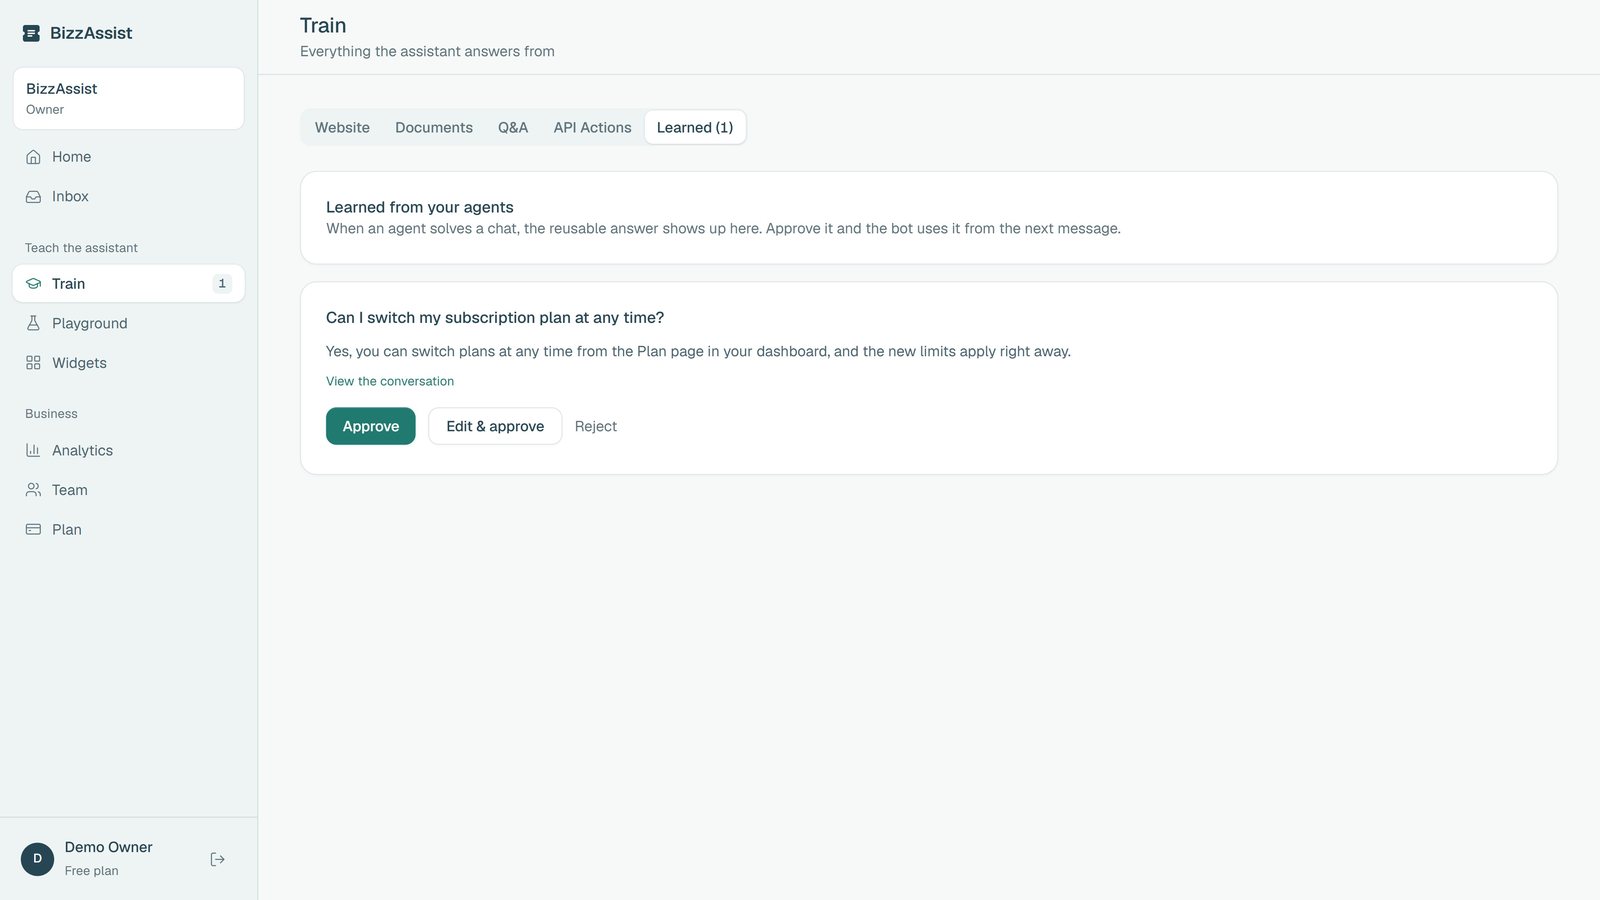 BizzAssist
BizzAssist
Owner
Home
Inbox
Teach the assistant
Train 1
Playground
Widgets
Business
Analytics
Team
Plan
D
Demo Owner
Free plan
Train
Everything the assistant answers from
Website Documents Q&A API Actions Learned (1)
Learned from your agents
When an agent solves a chat, the reusable answer shows up here. Approve it and the bot uses it from the next message.
Can I switch my subscription plan at any time?
Yes, you can switch plans at any time from the Plan page in your dashboard, and the new limits apply right away.
View the conversation
Approve Edit & approve Reject